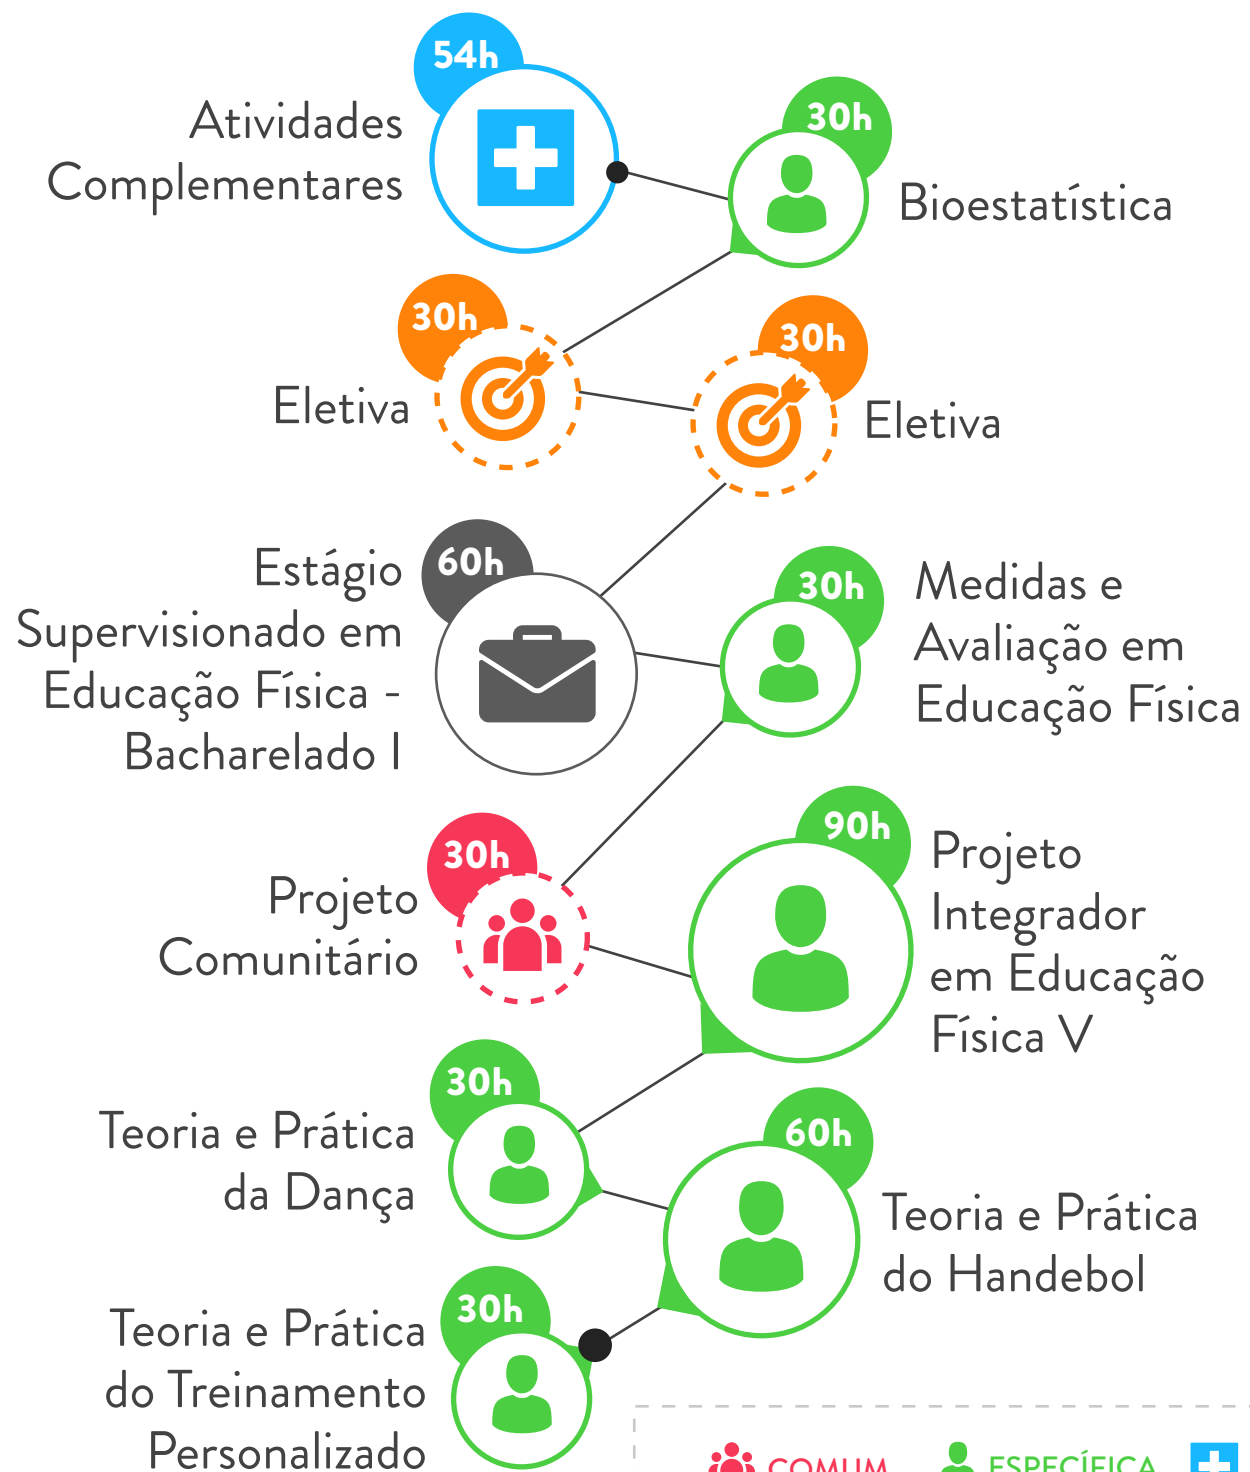 54h
Atividades
Complementares
30h
Bioestatística
30h
Eletiva
30h
Eletiva
60h
Estágio
Supervisionado em
Educação Física -
Bacharelado I
30h
Medidas e
Avaliação em
Educação Física
30h
Projeto
Comunitário
90h
Projeto
Integrador
em Educação
Física V
30h
Teoria e Prática
da Dança
60h
Teoria e Prática
do Handebol
30h
Teoria e Prática
do Treinamento
Personalizado
COMUM ESPECÍFICA